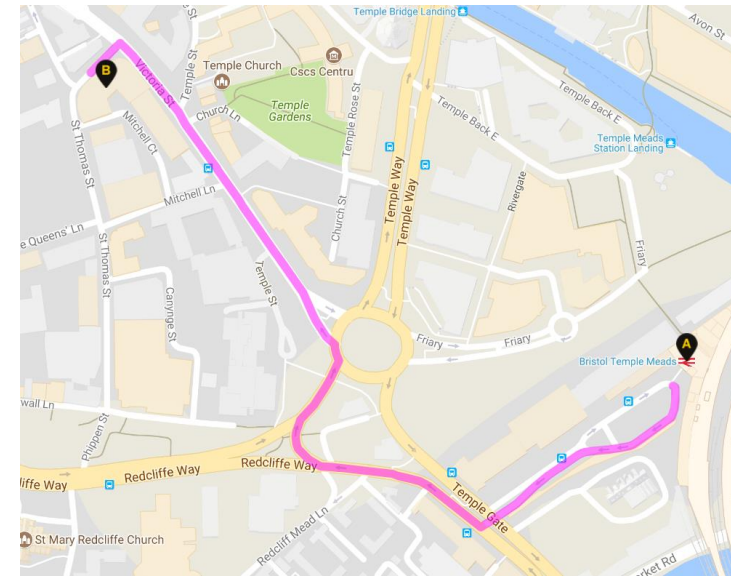 Temple Bridge Landing
Avon St
Temple St
B
Victoria St
Temple Church
Cscs Centru
Temple
Gardens
Temple Rose St
Temple Back E
Temple Back E
Temple Meads
Station Landing
Church Ln
Mitchell Ct
St Thomas St
Mitchell Ln
e Queens' Ln
Temple Way
Temple Way
Rivergate
Church St
Friary
St Thomas St
Temple St
Canynge St
Friary
Friary
A
Bristol Temple Meads
wall Ln
Phippen St
Redcliffe Way
Redcliffe Way
liffe Way
Temple Gate
Redcliff Mead Ln
St Mary Redcliffe Church
rket Rd